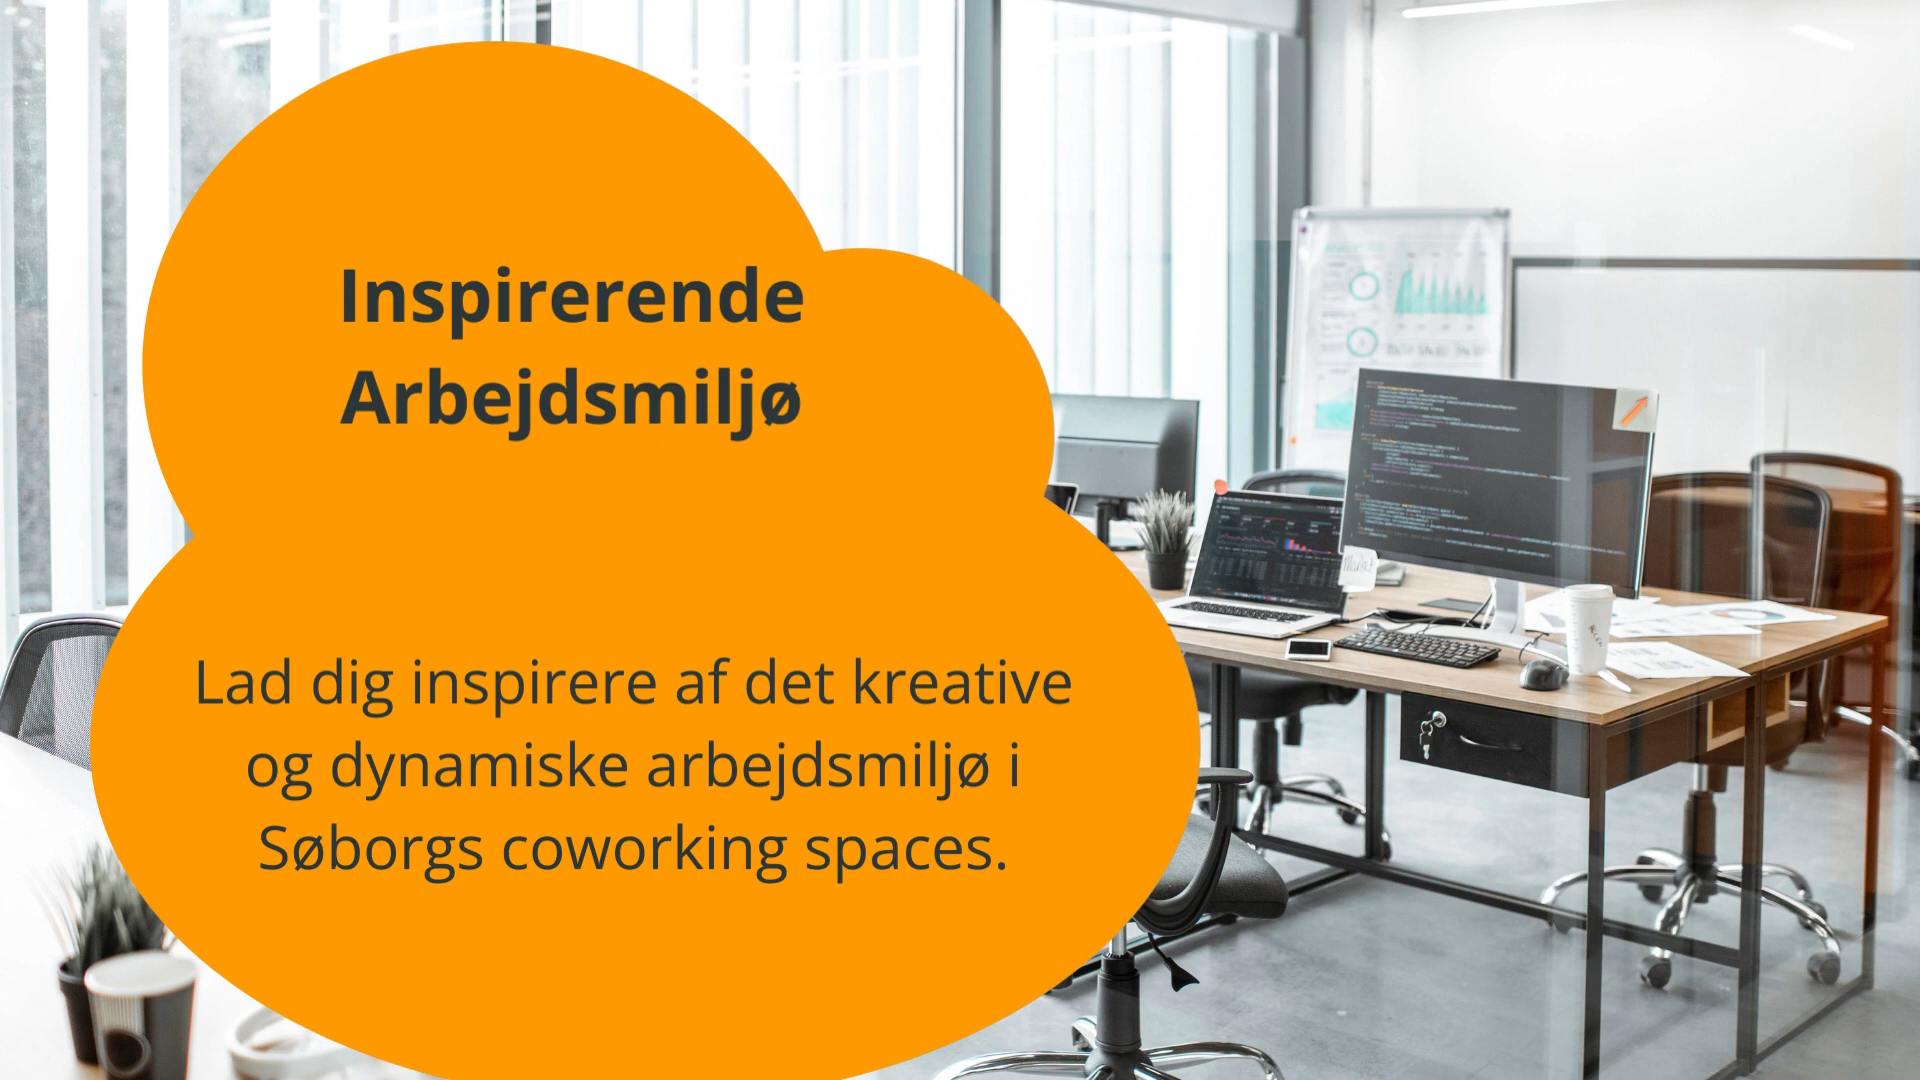 Inspirerende
Arbejdsmiljø
Lad dig inspirere af det kreative
og dynamiske arbejdsmiljø i
Søborgs coworking spaces.